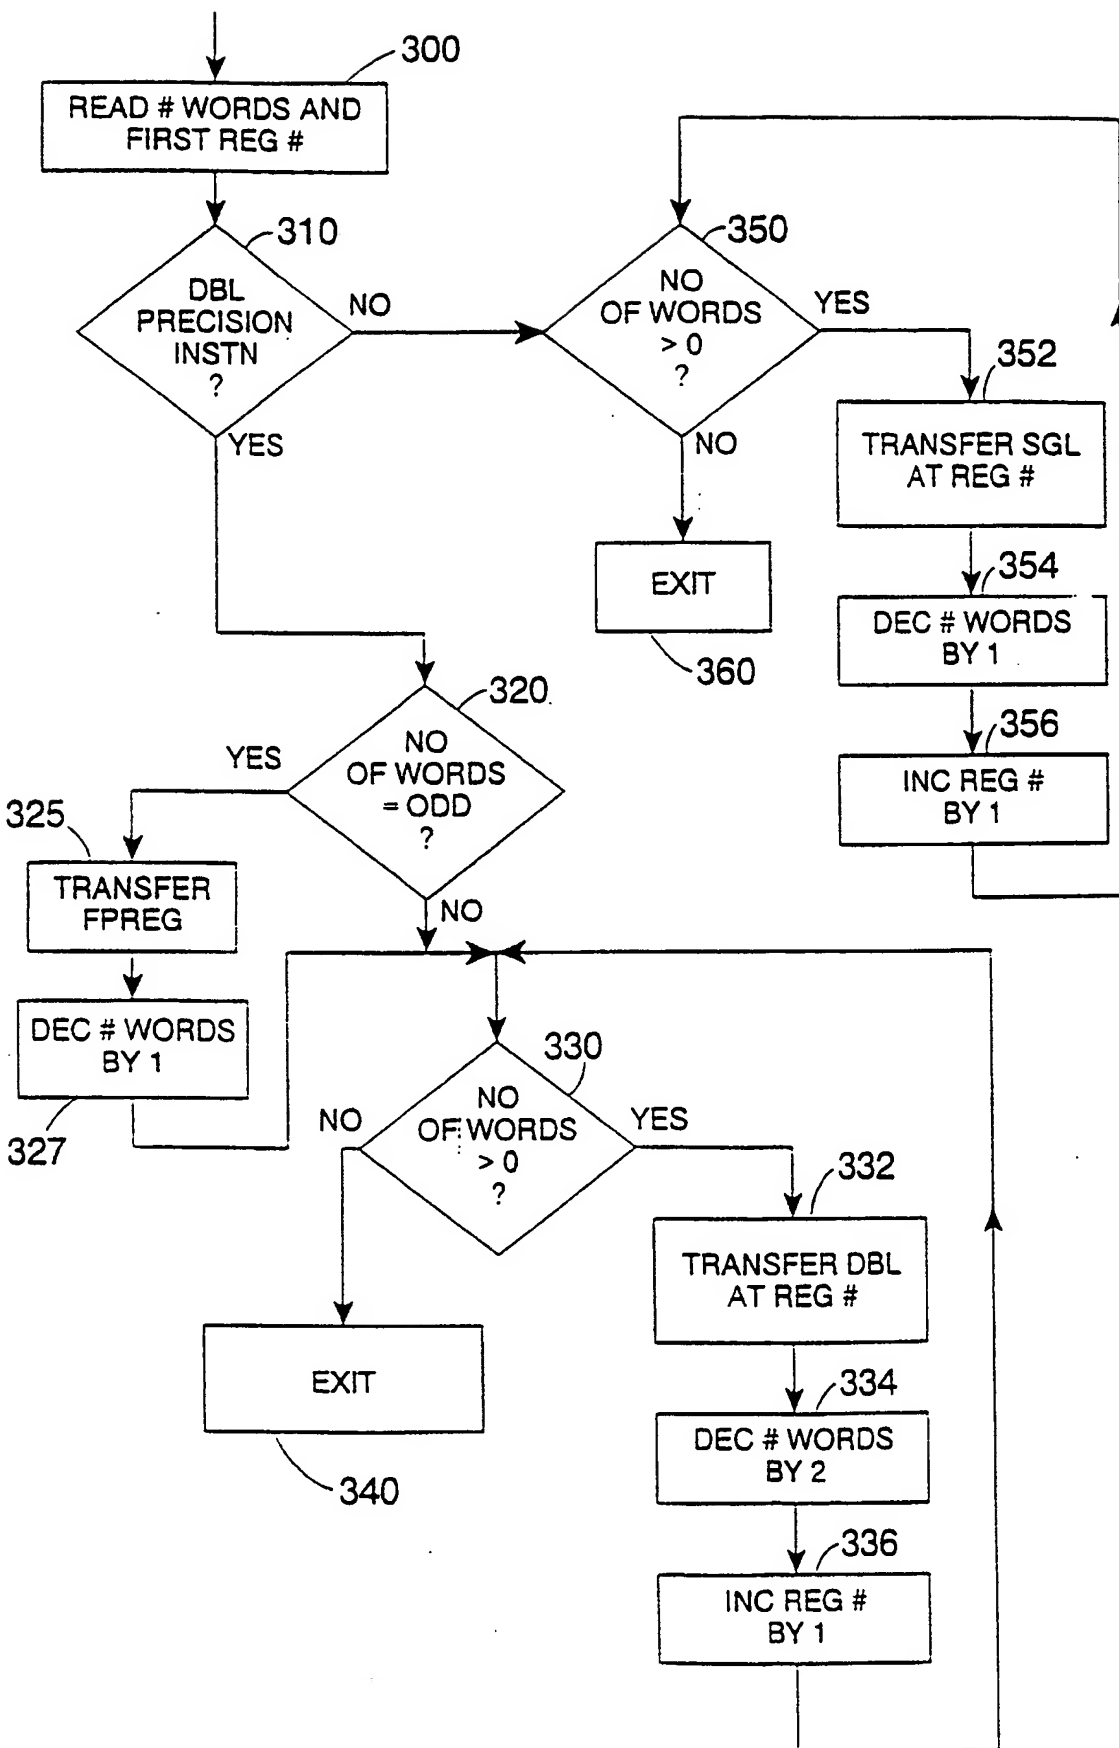 300
READ # WORDS AND
FIRST REG #
310
DBL
PRECISION
INSTN
?
NO
YES
350
NO
OF WORDS
> 0
?
YES
NO
352
TRANSFER SGL
AT REG #
354
DEC # WORDS
BY 1
356
INC REG #
BY 1
EXIT
360
320
NO
OF WORDS
= ODD
?
YES
NO
325
TRANSFER
FPREG
DEC # WORDS
BY 1
327
330
NO
OF WORDS
> 0
?
NO
YES
332
TRANSFER DBL
AT REG #
334
DEC # WORDS
BY 2
336
INC REG #
BY 1
EXIT
340